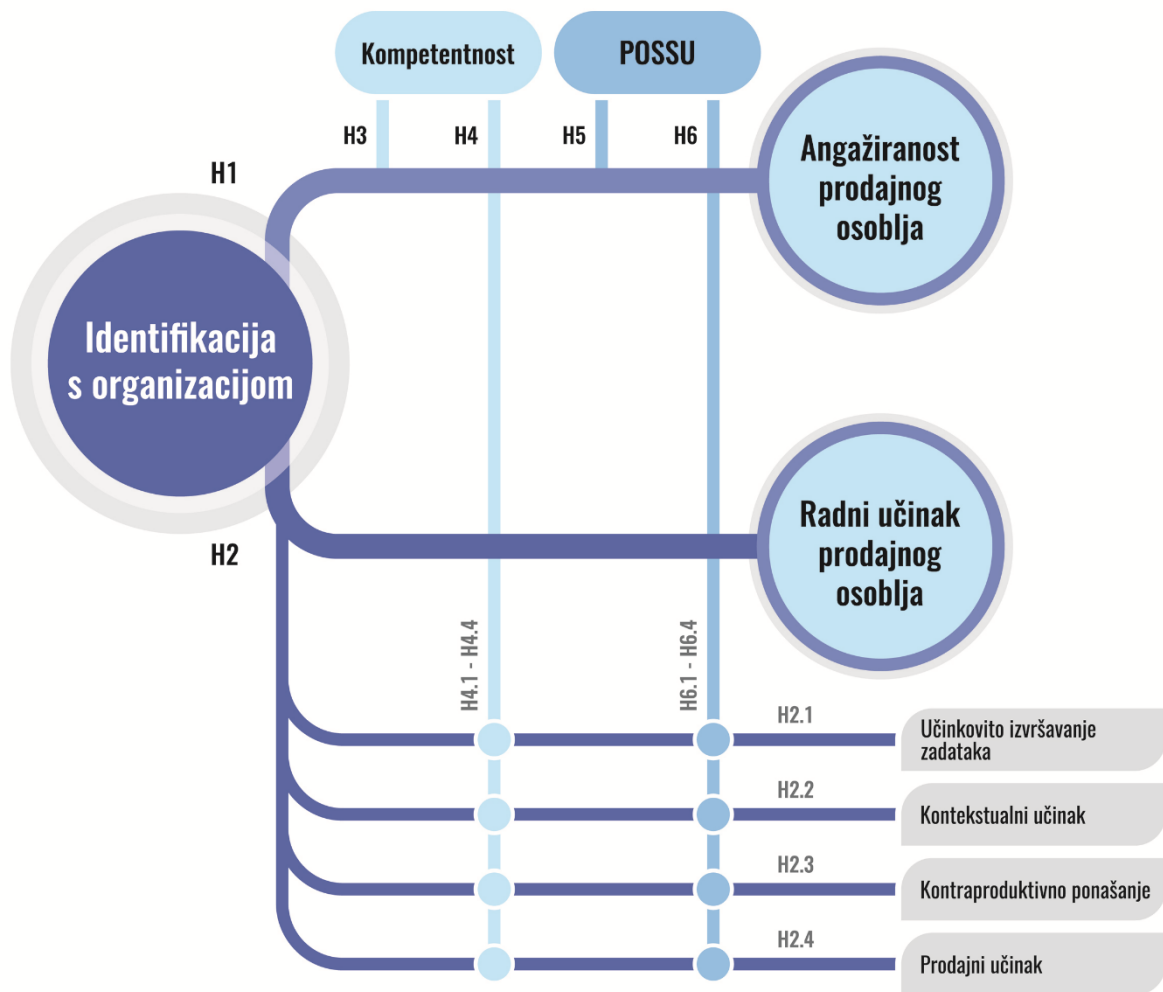 Kompetentnost
POSSU
H3
H4
H5
H6
H1
Angažiranost
prodajnog
osoblja
Identifikacija
s organizacijom
H2
Radni učinak
prodajnog
osoblja
H4.1 - H4.4
H6.1 - H6.4
H2.1
Učinkovito izvršavanje
zadataka
H2.2
Kontekstualni učinak
H2.3
Kontraproduktivno ponašanje
H2.4
Prodajni učinak